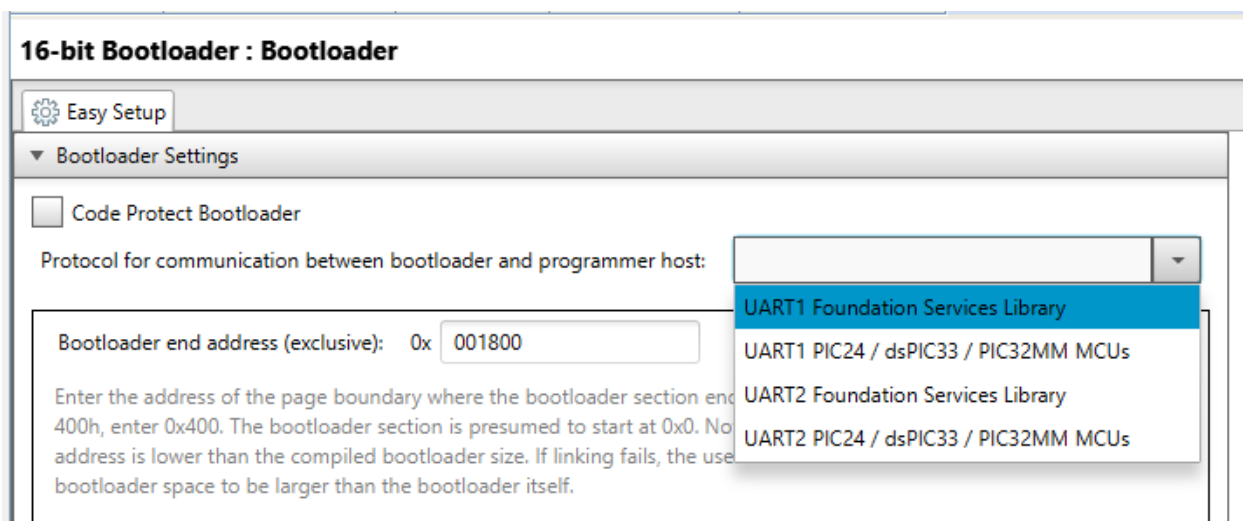 16-bit Bootloader : Bootloader
Easy Setup
Bootloader Settings
Code Protect Bootloader
Protocol for communication between bootloader and programmer host:
UART1 Foundation Services Library
UART1 PIC24 / dsPIC33 / PIC32MM MCUs
UART2 Foundation Services Library
UART2 PIC24 / dsPIC33 / PIC32MM MCUs
Bootloader end address (exclusive): 0x 001800
Enter the address of the page boundary where the bootloader section
400h, enter 0x400. The bootloader section is presumed to start at 0x0.
address is lower than the compiled bootloader size. If linking fails, the
bootloader space to be larger than the bootloader itself.